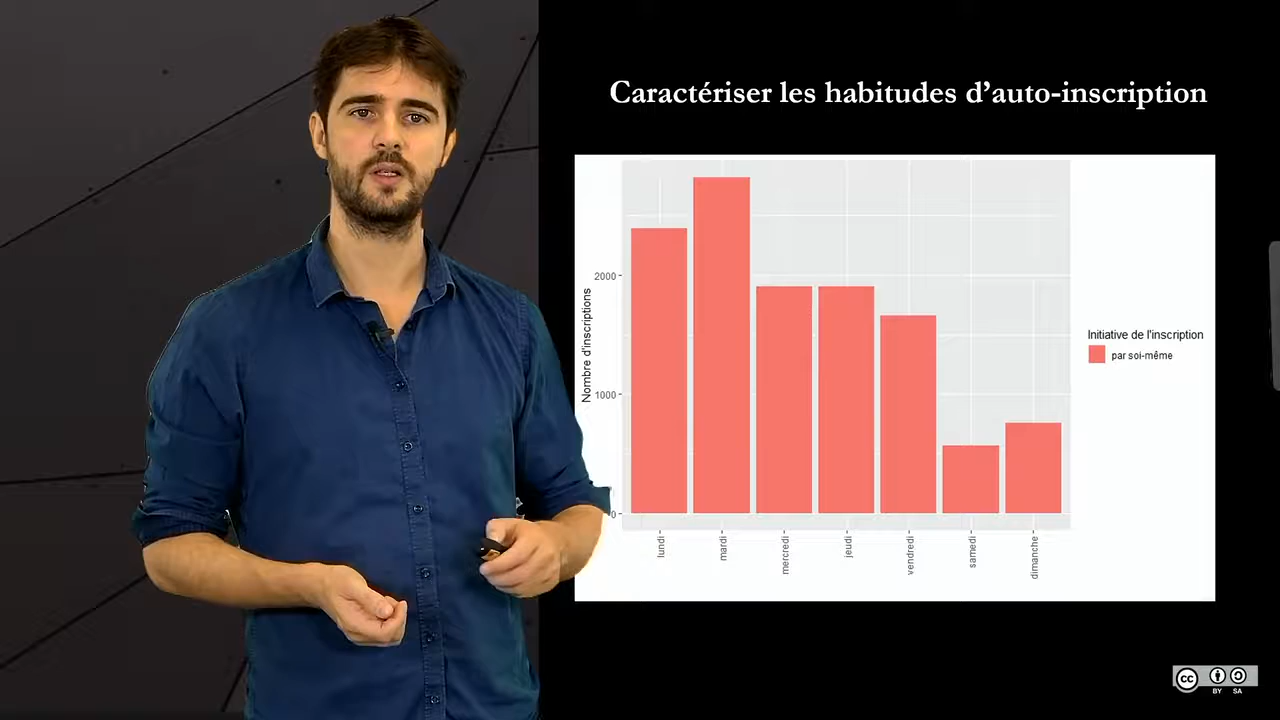 Caractériser les habitudes d’auto-inscription
Nombre d'inscriptions
2000
1000
0
lundi
mardi
mercredi
jeudi
vendredi
samedi
dimanche
Initiative de l'inscription
par soi-même
cc
BY SA